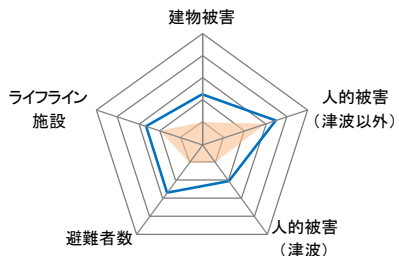 建物被害
人的被害
（津波以外）
人的被害
（津波）
避難者数
ライフライン
施設